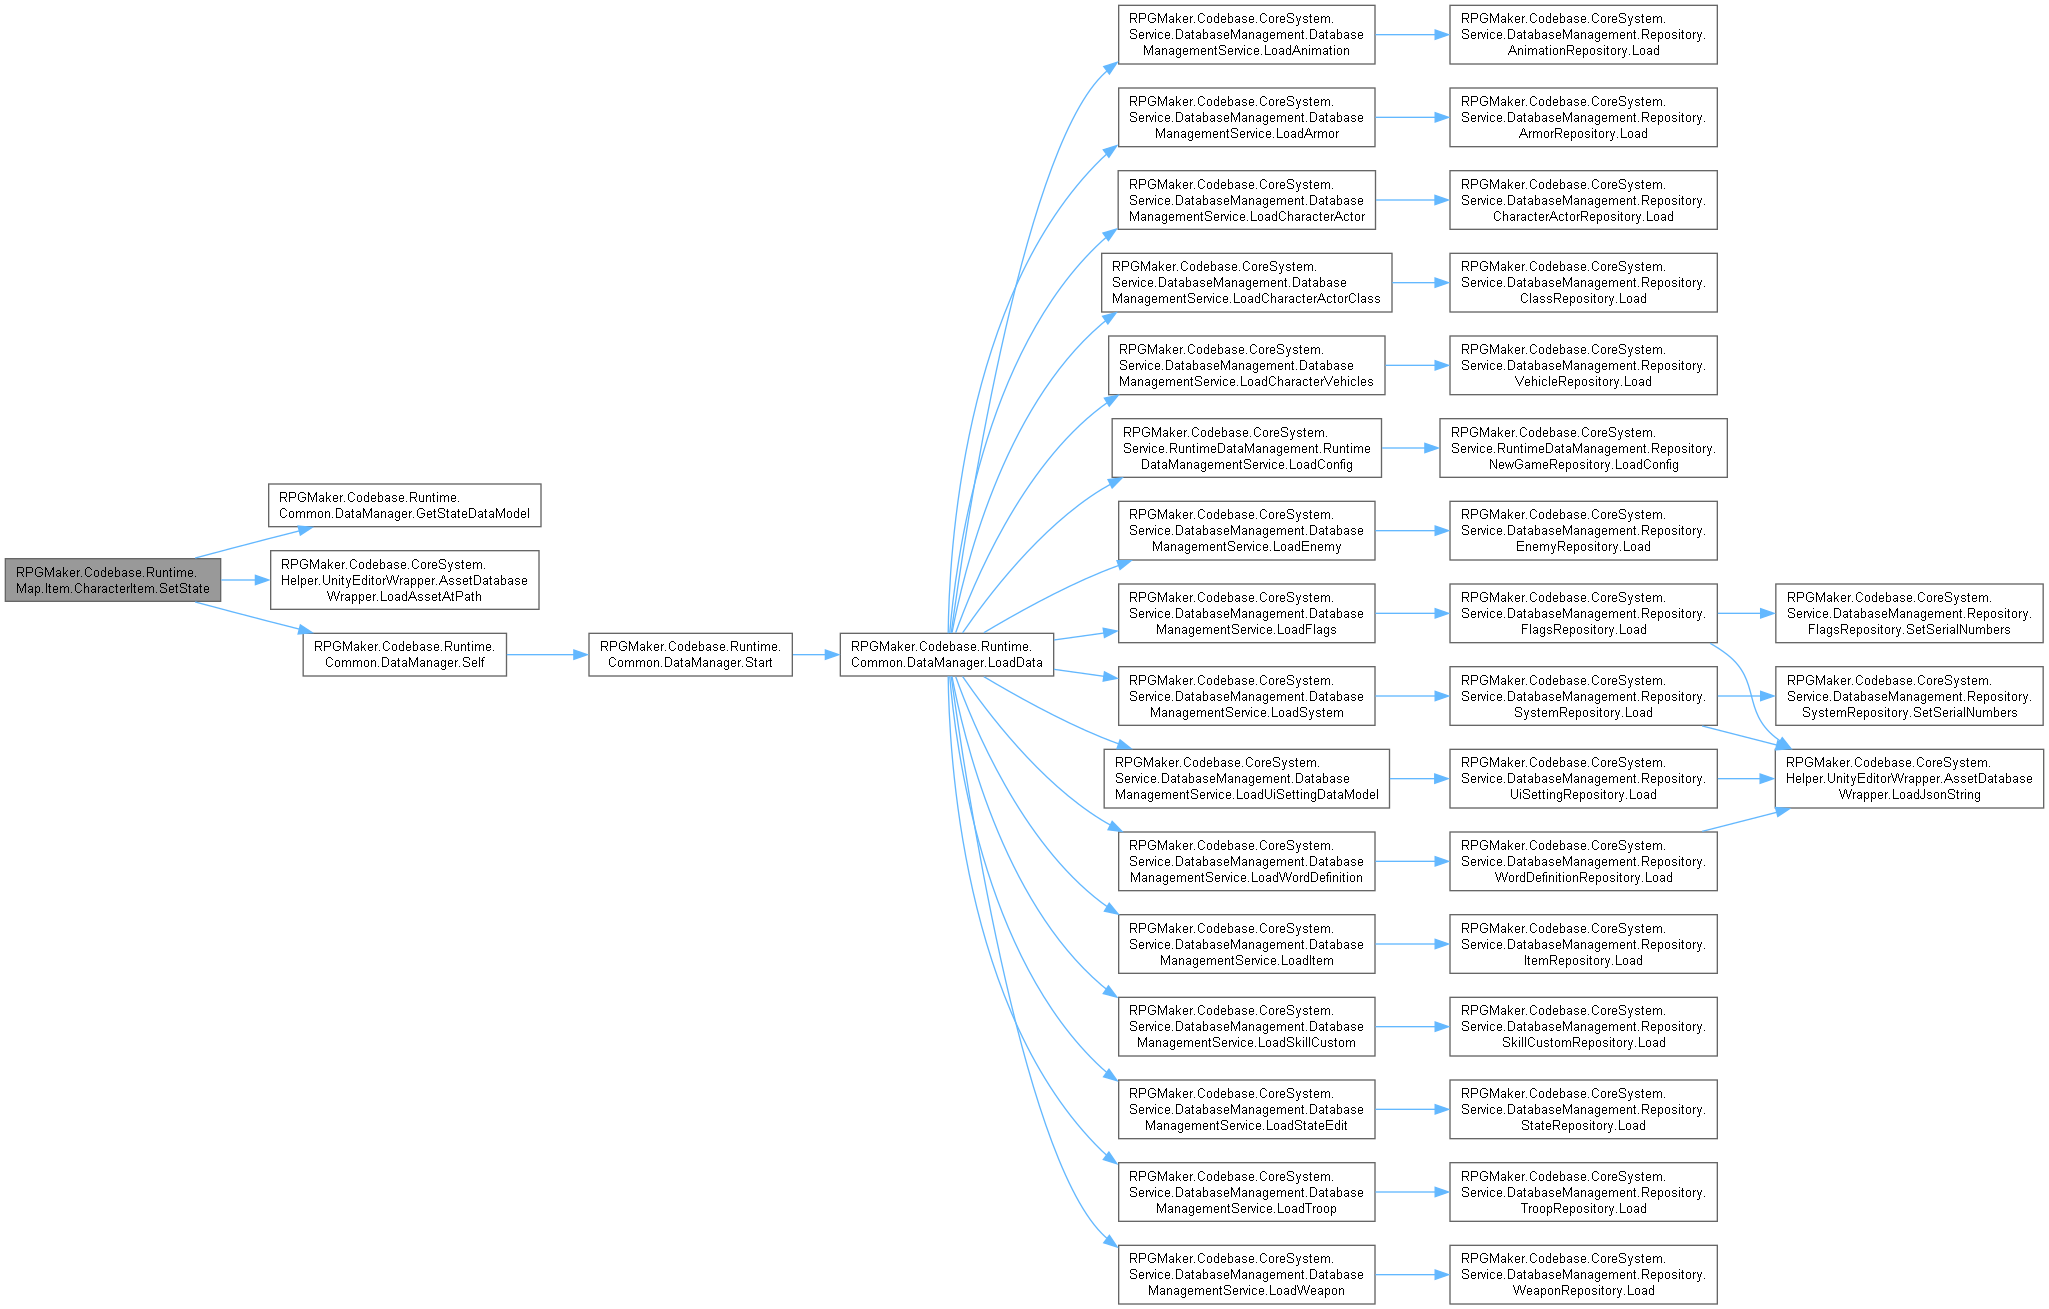 RPGMaker.Codebase.Runtime.
Map.Item.CharacterItem.SetState
RPGMaker.Codebase.Runtime.
Common.DataManager.GetStateDataModel
RPGMaker.Codebase.CoreSystem.
Helper.UnityEditorWrapper.AssetDatabase
Wrapper.LoadAssetAtPath
RPGMaker.Codebase.Runtime.
Common.DataManager.Self
RPGMaker.Codebase.Runtime.
Common.DataManager.Start
RPGMaker.Codebase.Runtime.
Common.DataManager.LoadData
RPGMaker.Codebase.CoreSystem.
Service.DatabaseManagement.Database
ManagementService.LoadAnimation
RPGMaker.Codebase.CoreSystem.
Service.DatabaseManagement.Repository.
AnimationRepository.Load
RPGMaker.Codebase.CoreSystem.
Service.DatabaseManagement.Database
ManagementService.LoadArmor
RPGMaker.Codebase.CoreSystem.
Service.DatabaseManagement.Repository.
ArmorRepository.Load
RPGMaker.Codebase.CoreSystem.
Service.DatabaseManagement.Database
ManagementService.LoadCharacterActor
RPGMaker.Codebase.CoreSystem.
Service.DatabaseManagement.Repository.
CharacterActorRepository.Load
RPGMaker.Codebase.CoreSystem.
Service.DatabaseManagement.Database
ManagementService.LoadCharacterActorClass
RPGMaker.Codebase.CoreSystem.
Service.DatabaseManagement.Repository.
ClassRepository.Load
RPGMaker.Codebase.CoreSystem.
Service.DatabaseManagement.Database
ManagementService.LoadCharacterVehicles
RPGMaker.Codebase.CoreSystem.
Service.DatabaseManagement.Repository.
VehicleRepository.Load
RPGMaker.Codebase.CoreSystem.
Service.RuntimeDataManagement.Runtime
DataManagementService.LoadConfig
RPGMaker.Codebase.CoreSystem.
Service.RuntimeDataManagement.Repository.
NewGameRepository.LoadConfig
RPGMaker.Codebase.CoreSystem.
Service.DatabaseManagement.Database
ManagementService.LoadEnemy
RPGMaker.Codebase.CoreSystem.
Service.DatabaseManagement.Repository.
EnemyRepository.Load
RPGMaker.Codebase.CoreSystem.
Service.DatabaseManagement.Database
ManagementService.LoadFlags
RPGMaker.Codebase.CoreSystem.
Service.DatabaseManagement.Repository.
FlagsRepository.Load
RPGMaker.Codebase.CoreSystem.
Service.DatabaseManagement.Repository.
FlagsRepository.SetSerialNumbers
RPGMaker.Codebase.CoreSystem.
Service.DatabaseManagement.Database
ManagementService.LoadSystem
RPGMaker.Codebase.CoreSystem.
Service.DatabaseManagement.Repository.
SystemRepository.Load
RPGMaker.Codebase.CoreSystem.
Service.DatabaseManagement.Repository.
SystemRepository.SetSerialNumbers
RPGMaker.Codebase.CoreSystem.
Service.DatabaseManagement.Database
ManagementService.LoadUiSettingDataModel
RPGMaker.Codebase.CoreSystem.
Service.DatabaseManagement.Repository.
UiSettingRepository.Load
RPGMaker.Codebase.CoreSystem.
Helper.UnityEditorWrapper.AssetDatabase
Wrapper.LoadJsonString
RPGMaker.Codebase.CoreSystem.
Service.DatabaseManagement.Database
ManagementService.LoadWordDefinition
RPGMaker.Codebase.CoreSystem.
Service.DatabaseManagement.Repository.
WordDefinitionRepository.Load
RPGMaker.Codebase.CoreSystem.
Service.DatabaseManagement.Database
ManagementService.LoadItem
RPGMaker.Codebase.CoreSystem.
Service.DatabaseManagement.Repository.
ItemRepository.Load
RPGMaker.Codebase.CoreSystem.
Service.DatabaseManagement.Database
ManagementService.LoadSkillCustom
RPGMaker.Codebase.CoreSystem.
Service.DatabaseManagement.Repository.
SkillCustomRepository.Load
RPGMaker.Codebase.CoreSystem.
Service.DatabaseManagement.Database
ManagementService.LoadStateEdit
RPGMaker.Codebase.CoreSystem.
Service.DatabaseManagement.Repository.
StateRepository.Load
RPGMaker.Codebase.CoreSystem.
Service.DatabaseManagement.Database
ManagementService.LoadTroop
RPGMaker.Codebase.CoreSystem.
Service.DatabaseManagement.Repository.
TroopRepository.Load
RPGMaker.Codebase.CoreSystem.
Service.DatabaseManagement.Database
ManagementService.LoadWeapon
RPGMaker.Codebase.CoreSystem.
Service.DatabaseManagement.Repository.
WeaponRepository.Load